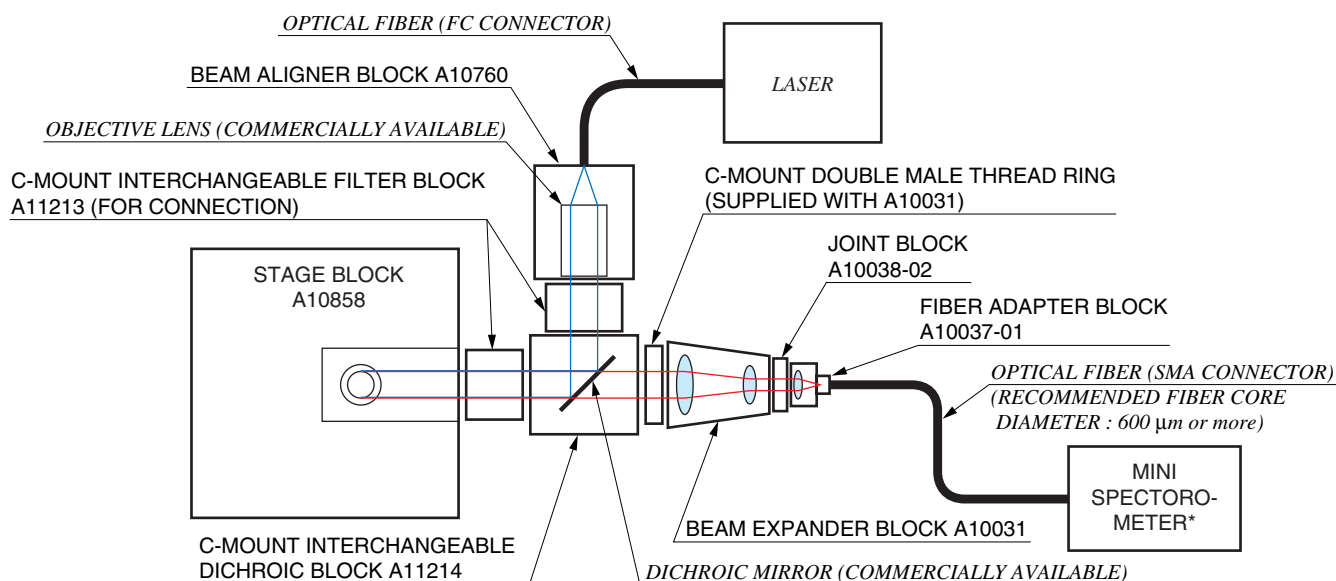 OPTICAL FIBER (FC CONNECTOR)
BEAM ALIGNER BLOCK A10760
LASER
OBJECTIVE LENS (COMMERCIALLY AVAILABLE)
C-MOUNT INTERCHANGEABLE FILTER BLOCK
A11213 (FOR CONNECTION)
C-MOUNT DOUBLE MALE THREAD RING
(SUPPLIED WITH A10031)
JOINT BLOCK
A10038-02
STAGE BLOCK
A10858
FIBER ADAPTER BLOCK
A10037-01
OPTICAL FIBER (SMA CONNECTOR)
(RECOMMENDED FIBER CORE
DIAMETER : 600 μm or more)
MINI
SPECTORO-
METER*
BEAM EXPANDER BLOCK A10031
C-MOUNT INTERCHANGEABLE
DICHROIC BLOCK A11214
DICHROIC MIRROR (COMMERCIALLY AVAILABLE)